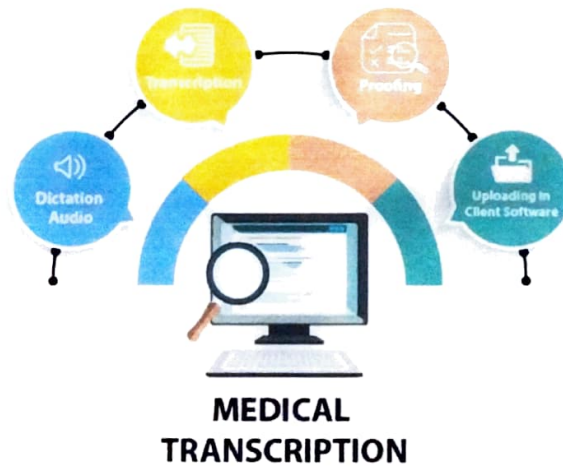 Dictation
Audio
Transcription
Proofing
Uploading In
Client Software
MEDICAL
TRANSCRIPTION